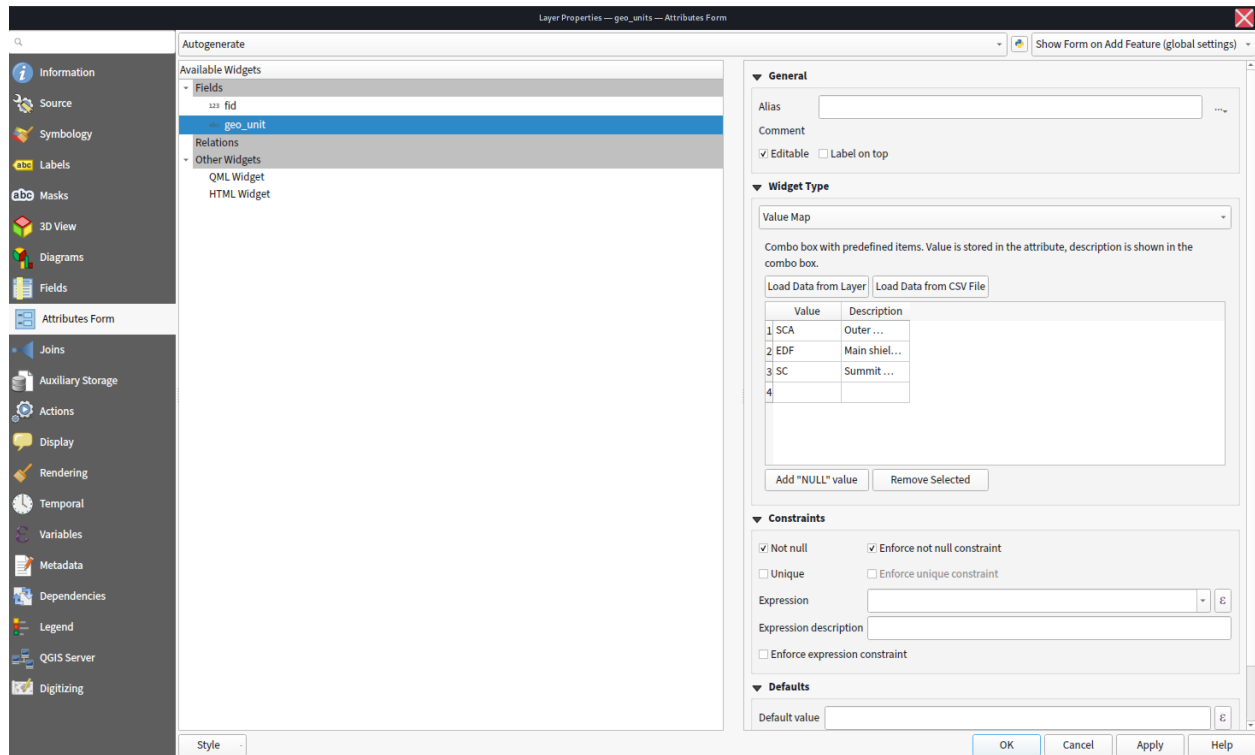 Layer Properties — geo_units — Attributes Form
Autogenerate
Show Form on Add Feature (global settings)
Information
Source
Symbology
abc Labels
abc Masks
3D View
Diagrams
Fields
Attributes Form
Joins
Auxiliary Storage
Actions
Display
Rendering
Temporal
Variables
Metadata
Dependencies
Legend
QGIS Server
Digitizing
Available Widgets
Fields
123 fid
geo_unit
Relations
Other Widgets
QML Widget
HTML Widget
General
Alias
...
Comment
Editable Label on top
Widget Type
Value Map
Combo box with predefined items. Value is stored in the attribute, description is shown in the
combo box.
Load Data from Layer Load Data from CSV File
Value Description
1 SCA Outer ...
2 EDF Main shiel...
3 SC Summit ...
4
Add "NULL" value Remove Selected
Constraints
Not null Enforce not null constraint
Unique Enforce unique constraint
Expression ε
Expression description
Enforce expression constraint
Defaults
Default value ε
Style OK Cancel Apply Help